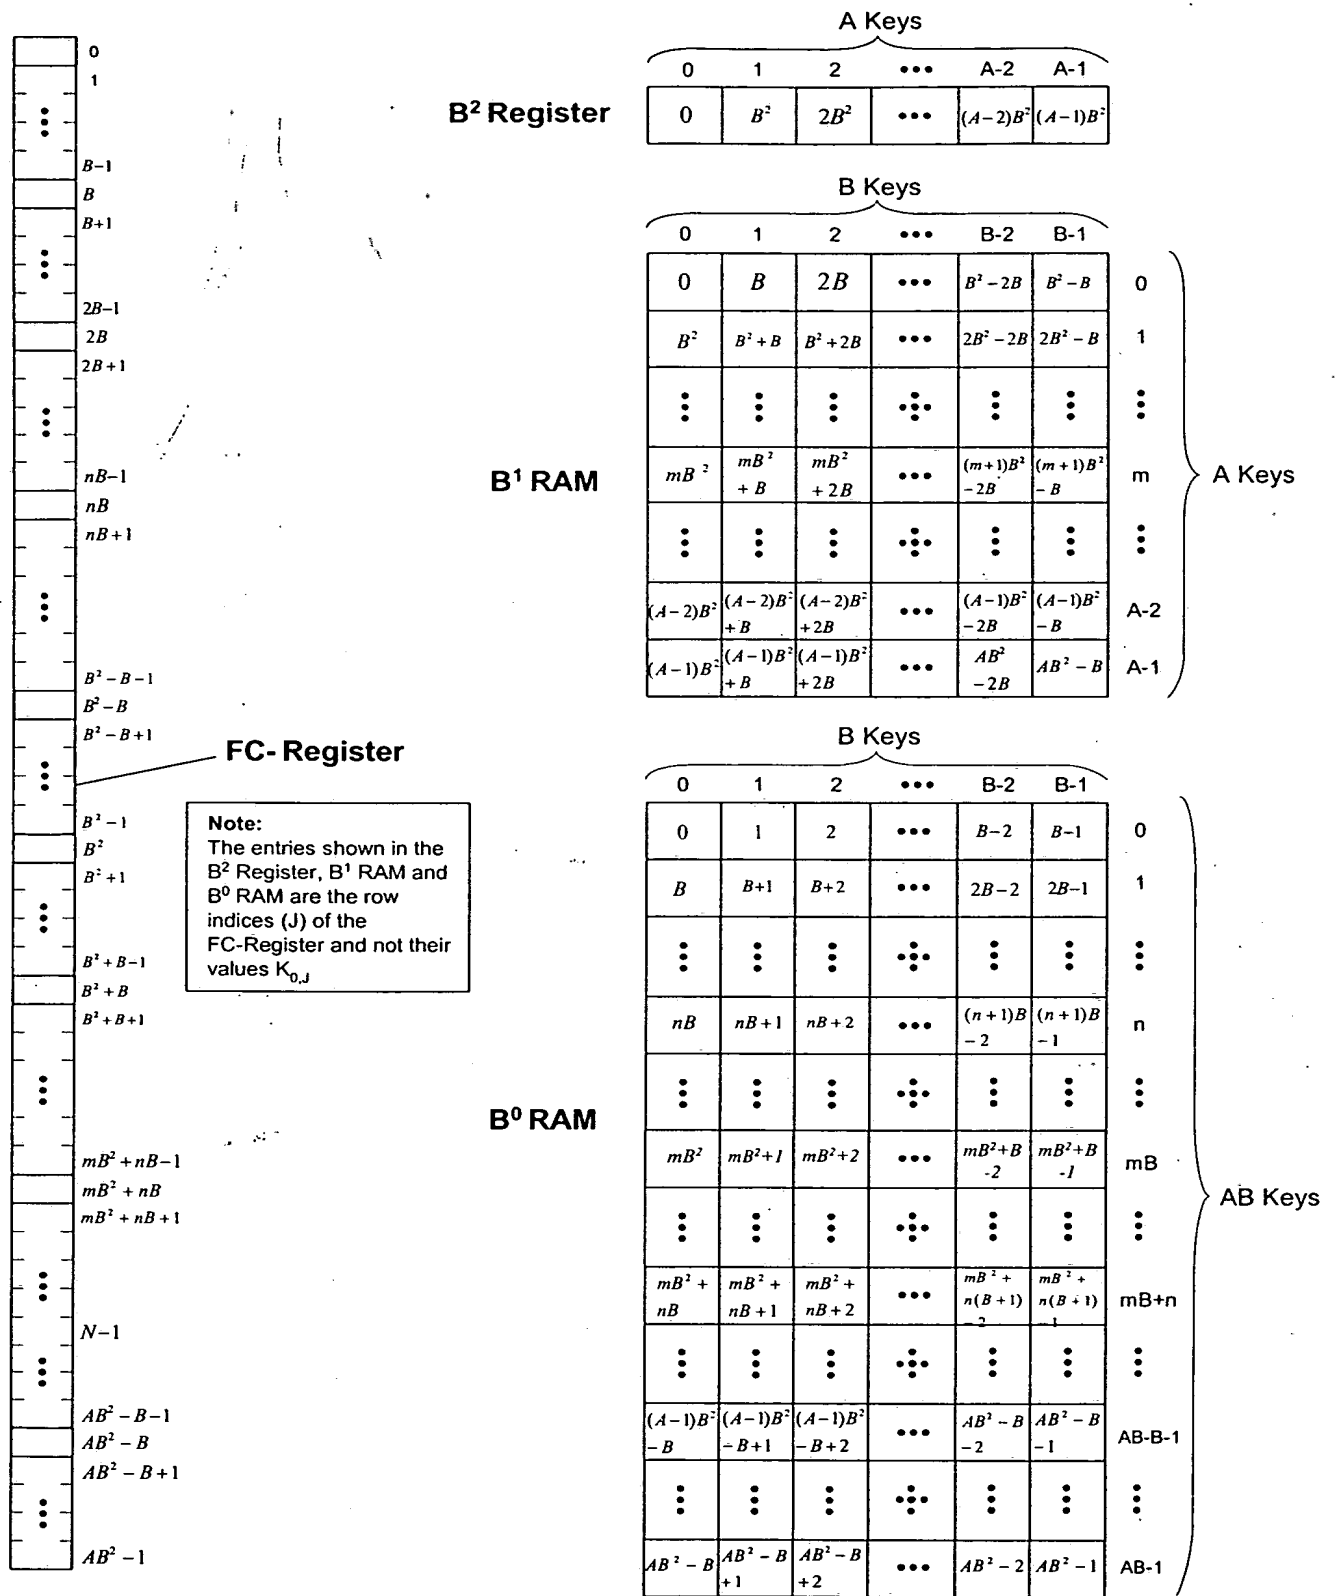 0
1
B−1
B
B+1
2B−1
2B
2B+1
nB−1
nB
nB+1
B² − B −1
B² − B
B² − B +1
B² −1
B²
B² +1
B² + B−1
B² + B
B² + B+1
mB² + nB−1
mB² + nB
mB² + nB +1
N−1
AB² − B−1
AB² − B
AB² − B +1
AB² −1
FC- Register
Note:
The entries shown in the
B² Register, B¹ RAM and
B⁰ RAM are the row
indices (J) of the
FC-Register and not their
values K₀,J
A Keys
0 1 2 ••• A-2 A-1
B² Register
0 B² 2B² ••• (A−2)B² (A−1)B²
B Keys
0 1 2 ••• B-2 B-1
0 B 2B ••• B² − 2B B² − B 0
B² B² + B B² + 2B ••• 2B² − 2B 2B² − B 1
B¹ RAM
mB² mB² + B mB² + 2B ••• (m+1)B² − 2B (m+1)B² − B m
A Keys
(A−2)B² (A−2)B² + B (A−2)B² + 2B ••• (A−1)B² − 2B (A−1)B² − B A-2
(A−1)B² (A−1)B² + B (A−1)B² + 2B ••• AB² − 2B AB² − B A-1
B Keys
0 1 2 ••• B-2 B-1
0 1 2 ••• B−2 B−1 0
B B+1 B+2 ••• 2B−2 2B−1 1
nB nB+1 nB+2 ••• (n+1)B − 2 (n+1)B − 1 n
B⁰ RAM
mB² mB²+1 mB²+2 ••• mB²+B -2 mB²+B -1 mB
AB Keys
mB² + nB mB² + nB +1 mB² + nB + 2 ••• mB² + n(B+1) − 2 mB² + n(B+1) − 1 mB+n
(A−1)B² − B (A−1)B² − B+1 (A−1)B² − B+2 ••• AB² − B − 2 AB² − B − 1 AB-B-1
AB² − B AB² − B +1 AB² − B +2 ••• AB² − 2 AB² − 1 AB-1